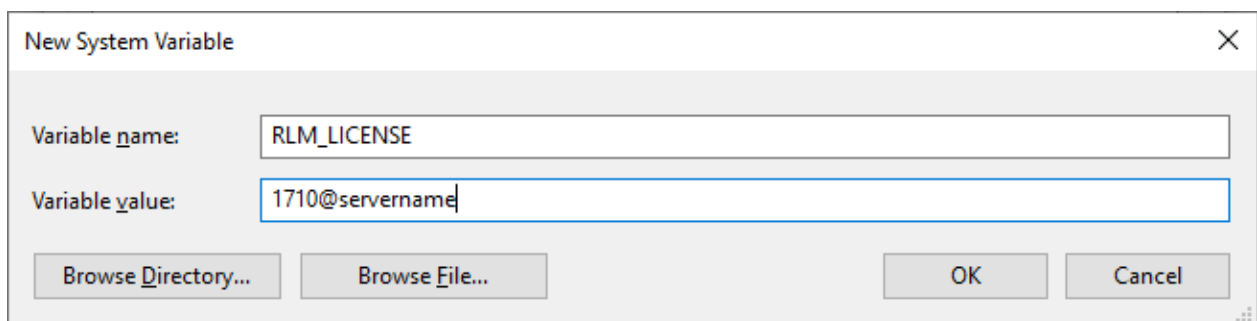 New System Variable
Variable name: RLM_LICENSE
Variable value: 1710@servername
Browse Directory... Browse File... OK Cancel